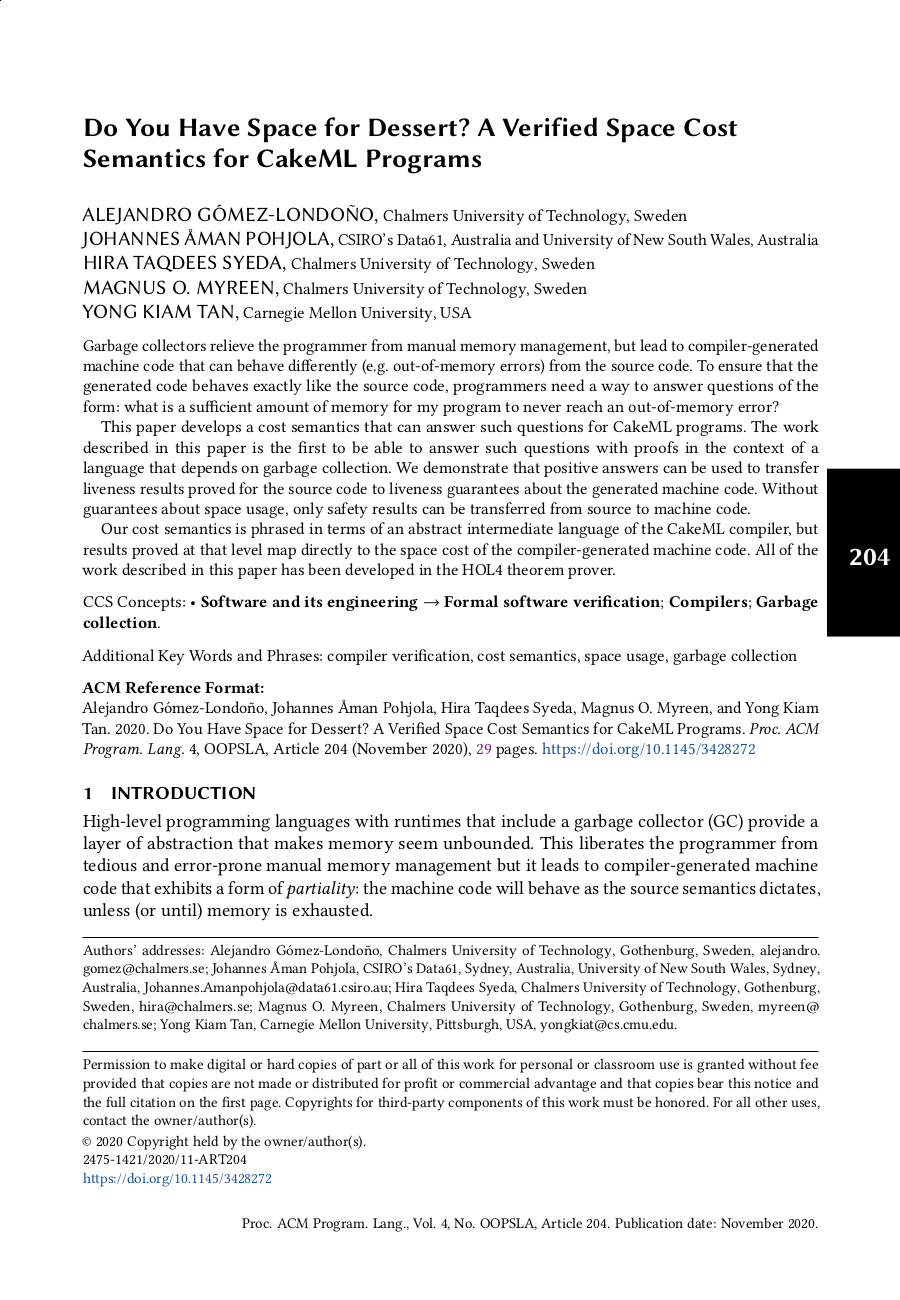 Do You Have Space for Dessert? A Verified Space Cost
Semantics for CakeML Programs
ALEJANDRO GÓMEZ-LONDOÑO, Chalmers University of Technology, Sweden
JOHANNES ÅMAN POHJOLA, CSIRO's Data61, Australia and University of New South Wales, Australia
HIRA TAQDEES SYEDA, Chalmers University of Technology, Sweden
MAGNUS O. MYREEN, Chalmers University of Technology, Sweden
YONG KIAM TAN, Carnegie Mellon University, USA
Garbage collectors relieve the programmer from manual memory management, but lead to compiler-generated
machine code that can behave differently (e.g. out-of-memory errors) from the source code. To ensure that the
generated code behaves exactly like the source code, programmers need a way to answer questions of the
form: what is a sufficient amount of memory for my program to never reach an out-of-memory error?
This paper develops a cost semantics that can answer such questions for CakeML programs. The work
described in this paper is the first to be able to answer such questions with proofs in the context of a
language that depends on garbage collection. We demonstrate that positive answers can be used to transfer
liveness results proved for the source code to liveness guarantees about the generated machine code. Without
guarantees about space usage, only safety results can be transferred from source to machine code.
Our cost semantics is phrased in terms of an abstract intermediate language of the CakeML compiler, but
results proved at that level map directly to the space cost of the compiler-generated machine code. All of the
work described in this paper has been developed in the HOL4 theorem prover.
204
CCS Concepts: • Software and its engineering → Formal software verification; Compilers; Garbage
collection.
Additional Key Words and Phrases: compiler verification, cost semantics, space usage, garbage collection
ACM Reference Format:
Alejandro Gómez-Londoño, Johannes Åman Pohjola, Hira Taqdees Syeda, Magnus O. Myreen, and Yong Kiam
Tan. 2020. Do You Have Space for Dessert? A Verified Space Cost Semantics for CakeML Programs. Proc. ACM
Program. Lang. 4, OOPSLA, Article 204 (November 2020), 29 pages. https://doi.org/10.1145/3428272
1 INTRODUCTION
High-level programming languages with runtimes that include a garbage collector (GC) provide a
layer of abstraction that makes memory seem unbounded. This liberates the programmer from
tedious and error-prone manual memory management but it leads to compiler-generated machine
code that exhibits a form of partiality: the machine code will behave as the source semantics dictates,
unless (or until) memory is exhausted.
Authors' addresses: Alejandro Gómez-Londoño, Chalmers University of Technology, Gothenburg, Sweden, alejandro.
gomez@chalmers.se; Johannes Åman Pohjola, CSIRO's Data61, Sydney, Australia, University of New South Wales, Sydney,
Australia, Johannes.Amanpohjola@data61.csiro.au; Hira Taqdees Syeda, Chalmers University of Technology, Gothenburg,
Sweden, hira@chalmers.se; Magnus O. Myreen, Chalmers University of Technology, Gothenburg, Sweden, myreen@
chalmers.se; Yong Kiam Tan, Carnegie Mellon University, Pittsburgh, USA, yongkiat@cs.cmu.edu.
Permission to make digital or hard copies of part or all of this work for personal or classroom use is granted without fee
provided that copies are not made or distributed for profit or commercial advantage and that copies bear this notice and
the full citation on the first page. Copyrights for third-party components of this work must be honored. For all other uses,
contact the owner/author(s).
© 2020 Copyright held by the owner/author(s).
2475-1421/2020/11-ART204
https://doi.org/10.1145/3428272
Proc. ACM Program. Lang., Vol. 4, No. OOPSLA, Article 204. Publication date: November 2020.